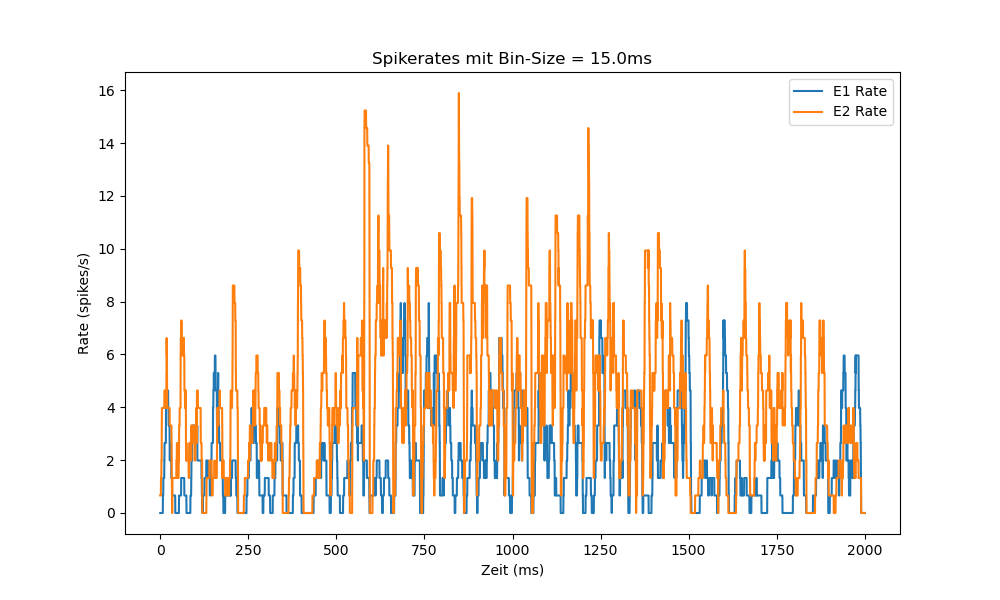 Spikerates mit Bin-Size = 15.0ms
E1 Rate
E2 Rate
16
14
12
10
8
6
4
2
0
Rate (spikes/s)
0 250 500 750 1000 1250 1500 1750 2000
Zeit (ms)